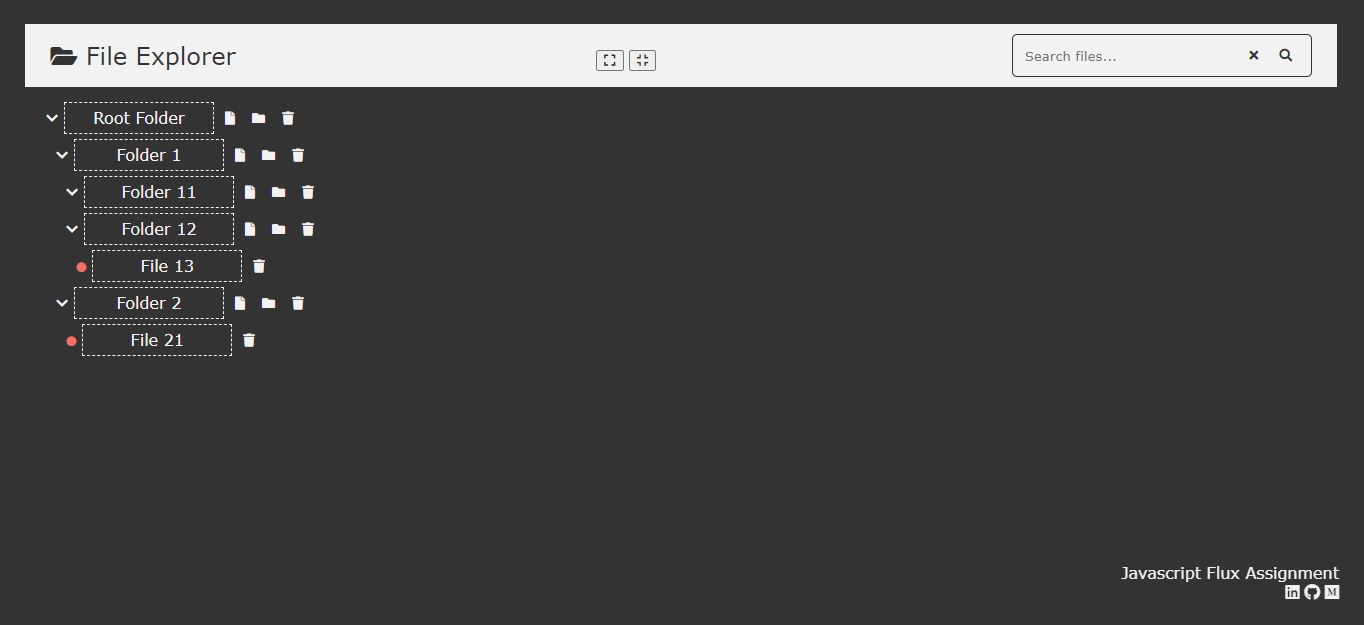 File Explorer
Search files...
Root Folder
Folder 1
Folder 11
Folder 12
File 13
Folder 2
File 21
Javascript Flux Assignment
in M